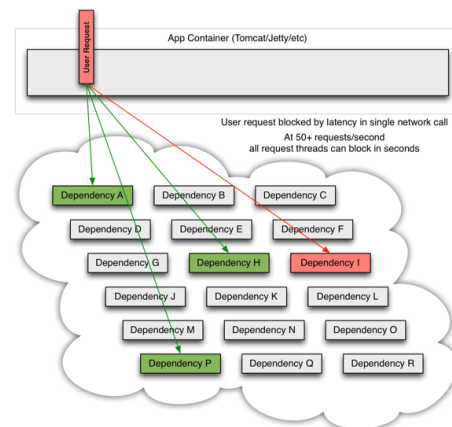 App Container (Tomcat/Jetty/etc)
User Request
User request blocked by latency in single network call
At 50+ requests/second
all request threads can block in seconds
Dependency A
Dependency B
Dependency C
Dependency D
Dependency E
Dependency F
Dependency G
Dependency H
Dependency I
Dependency J
Dependency K
Dependency L
Dependency M
Dependency N
Dependency O
Dependency P
Dependency Q
Dependency R